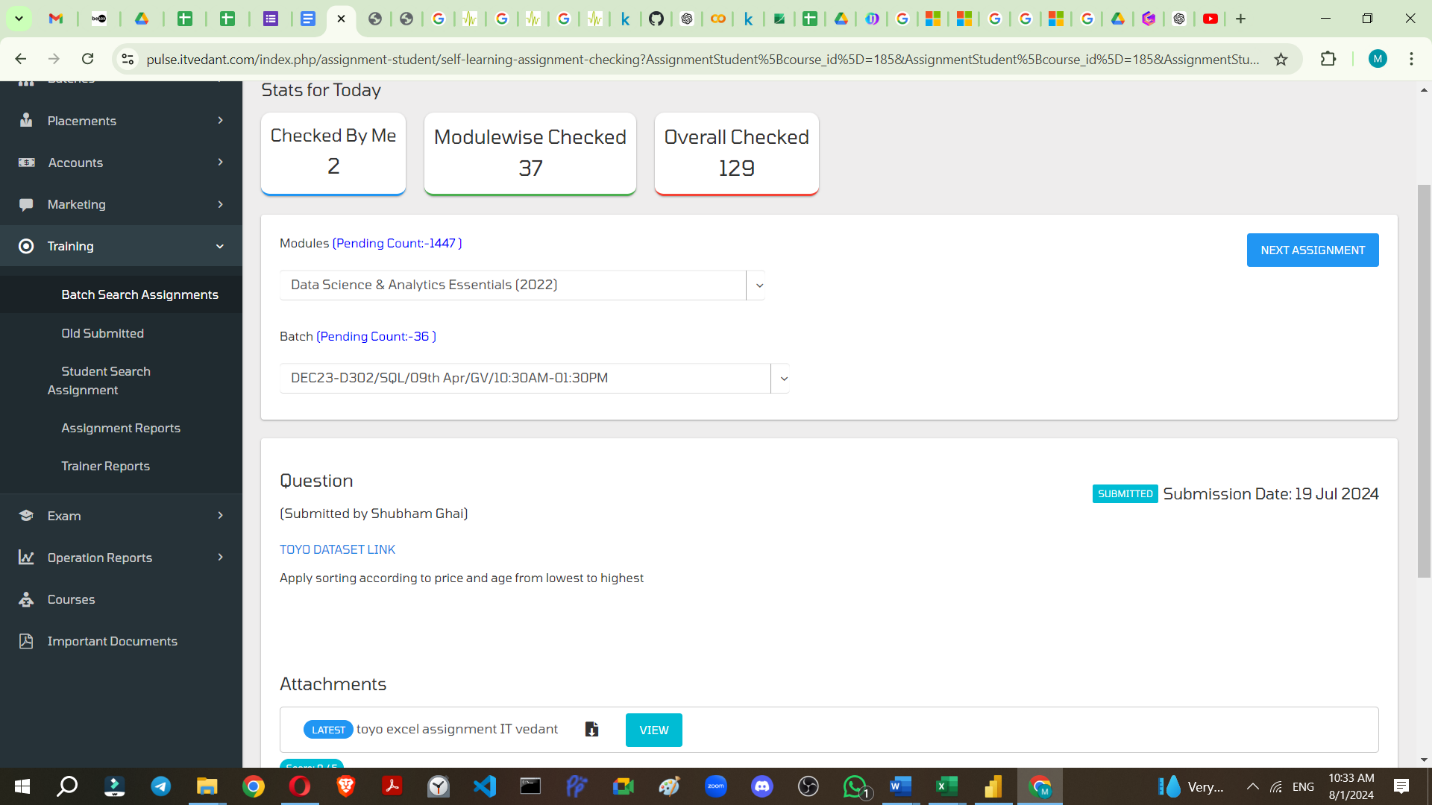 pulse.itvedant.com/index.php/assignment-student/self-learning-assignment-checking?AssignmentStudent%5Bcourse_id%5D=185&AssignmentStudent%5Bcourse_id%5D=185&AssignmentStu...
M
Placements
Accounts
Marketing
Training
Batch Search Assignments
Old Submitted
Student Search
Assignment
Assignment Reports
Trainer Reports
Exam
Operation Reports
Courses
Important Documents
Stats for Today
Checked By Me
2
Modulewise Checked
37
Overall Checked
129
Modules (Pending Count:-1447 )
NEXT ASSIGNMENT
Data Science & Analytics Essentials (2022)
Batch (Pending Count:-36 )
DEC23-D302/SQL/09th Apr/GV/10:30AM-01:30PM
Question
SUBMITTED Submission Date: 19 Jul 2024
(Submitted by Shubham Ghai)
TOYO DATASET LINK
Apply sorting according to price and age from lowest to highest
Attachments
LATEST toyo excel assignment IT vedant
VIEW
zoom
1
Very...
ENG
10:33 AM
8/1/2024